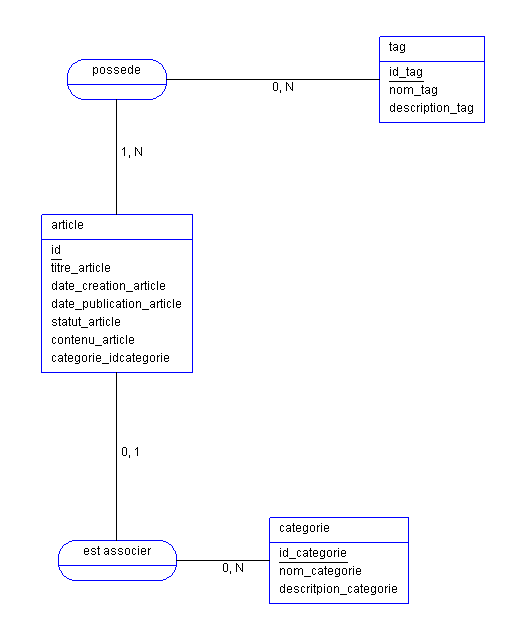 tag
id_tag
nom_tag
description_tag
possede
0, N
1, N
article
id
titre_article
date_creation_article
date_publication_article
statut_article
contenu_article
categorie_idcategorie
0, 1
est associer
0, N
categorie
id_categorie
nom_categorie
descritpion_categorie